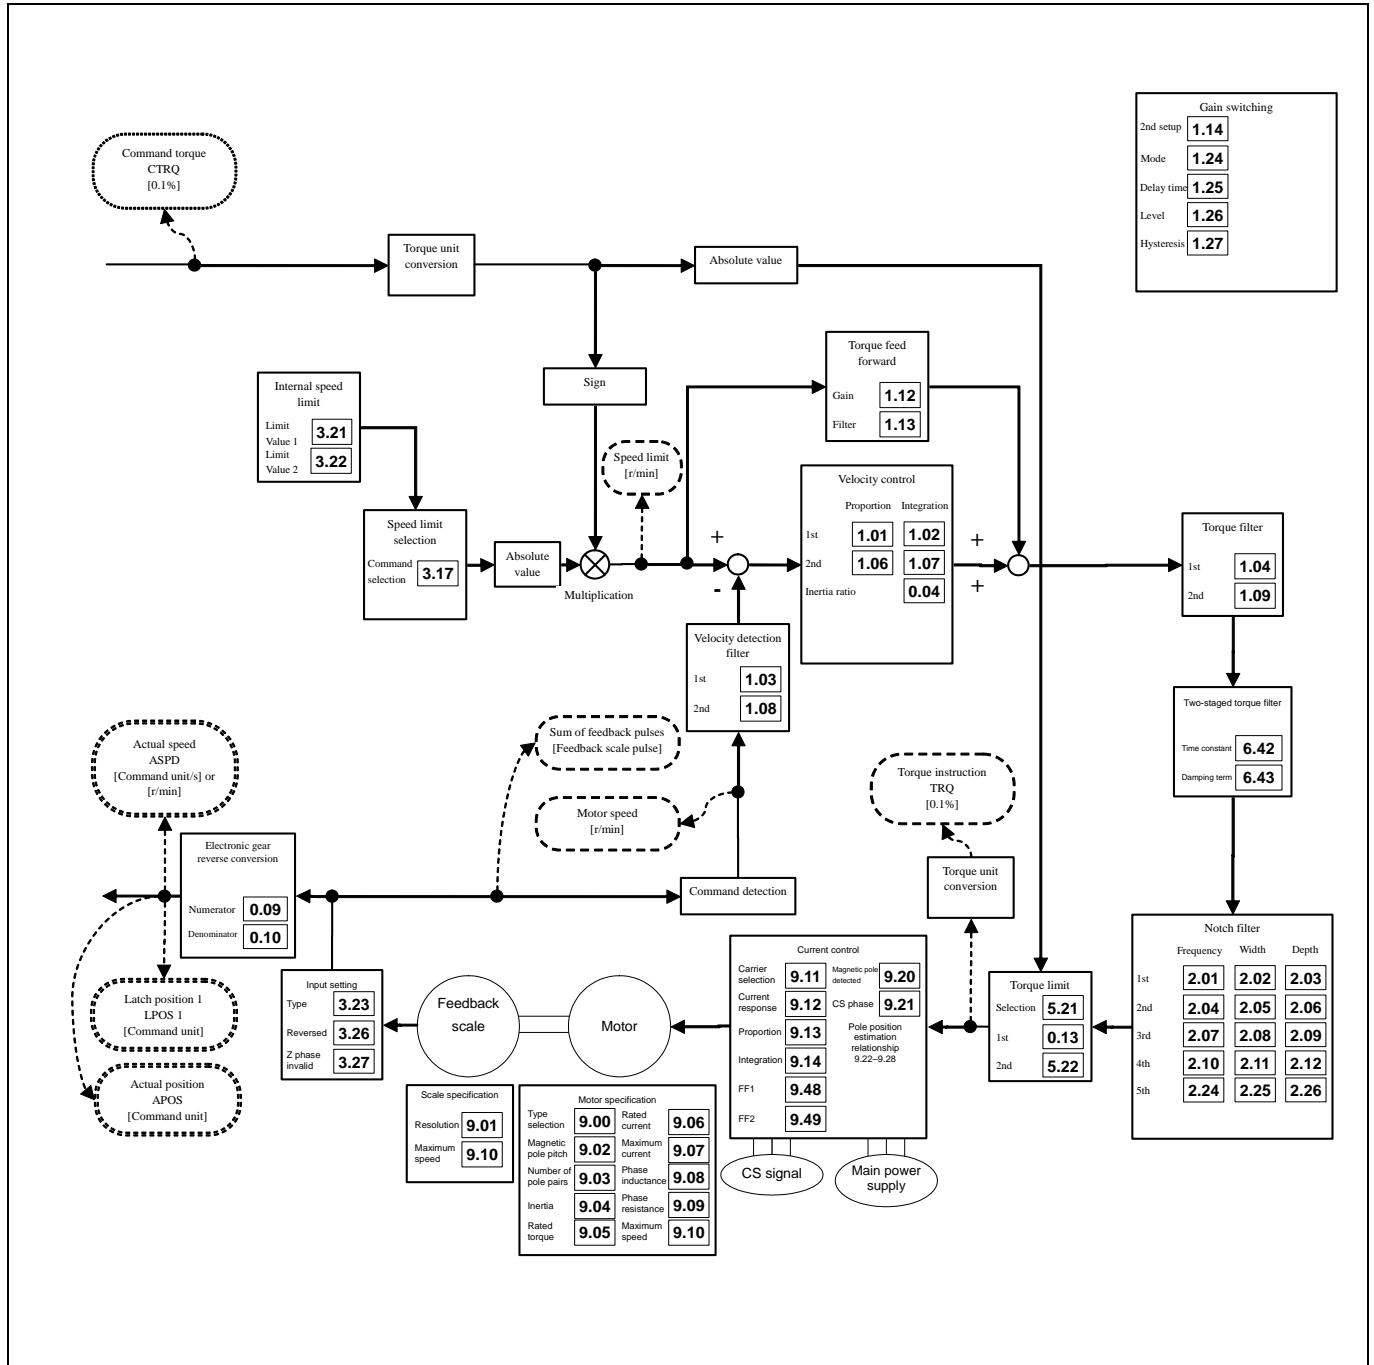 Gain switching
2nd setup 1.14
Mode 1.24
Delay time 1.25
Level 1.26
Hysteresis 1.27
Command torque
CTRQ
[0.1%]
Torque unit
conversion
Absolute value
Sign
Torque feed
forward
Gain 1.12
Filter 1.13
Internal speed
limit
Limit
Value 1
3.21
Limit
Value 2
3.22
Speed limit
[r/min]
Speed limit
selection
Command
selection
3.17
Absolute
value
Multiplication
+
-
Velocity control
Proportion Integration
1st 1.01 1.02
2nd 1.06 1.07
Inertia ratio 0.04
+
+
Torque filter
1st 1.04
2nd 1.09
Velocity detection
filter
1st 1.03
2nd 1.08
Two-staged torque filter
Time constant 6.42
Damping term 6.43
Actual speed
ASPD
[Command unit/s] or
[r/min]
Sum of feedback pulses
[Feedback scale pulse]
Motor speed
[r/min]
Torque instruction
TRQ
[0.1%]
Electronic gear
reverse conversion
Numerator 0.09
Denominator 0.10
Command detection
Torque unit
conversion
Notch filter
Frequency Width Depth
1st 2.01 2.02 2.03
2nd 2.04 2.05 2.06
3rd 2.07 2.08 2.09
4th 2.10 2.11 2.12
5th 2.24 2.25 2.26
Latch position 1
LPOS 1
[Command unit]
Actual position
APOS
[Command unit]
Input setting
Type 3.23
Reversed 3.26
Z phase
invalid
3.27
Feedback
scale
Motor
Current control
Carrier
selection
9.11
Magnetic pole
detected
9.20
Current
response
9.12
CS phase 9.21
Proportion 9.13
Pole position
estimation
relationship
9.22–9.28
Integration 9.14
FF1 9.48
FF2 9.49
Torque limit
Selection 5.21
1st 0.13
2nd 5.22
Scale specification
Resolution 9.01
Maximum
speed
9.10
Motor specification
Type
selection
9.00
Rated
current
9.06
Magnetic
pole pitch
9.02
Maximum
current
9.07
Number of
pole pairs
9.03
Phase
inductance
9.08
Inertia 9.04
Phase
resistance
9.09
Rated
torque
9.05
Maximum
speed
9.10
CS signal
Main power
supply